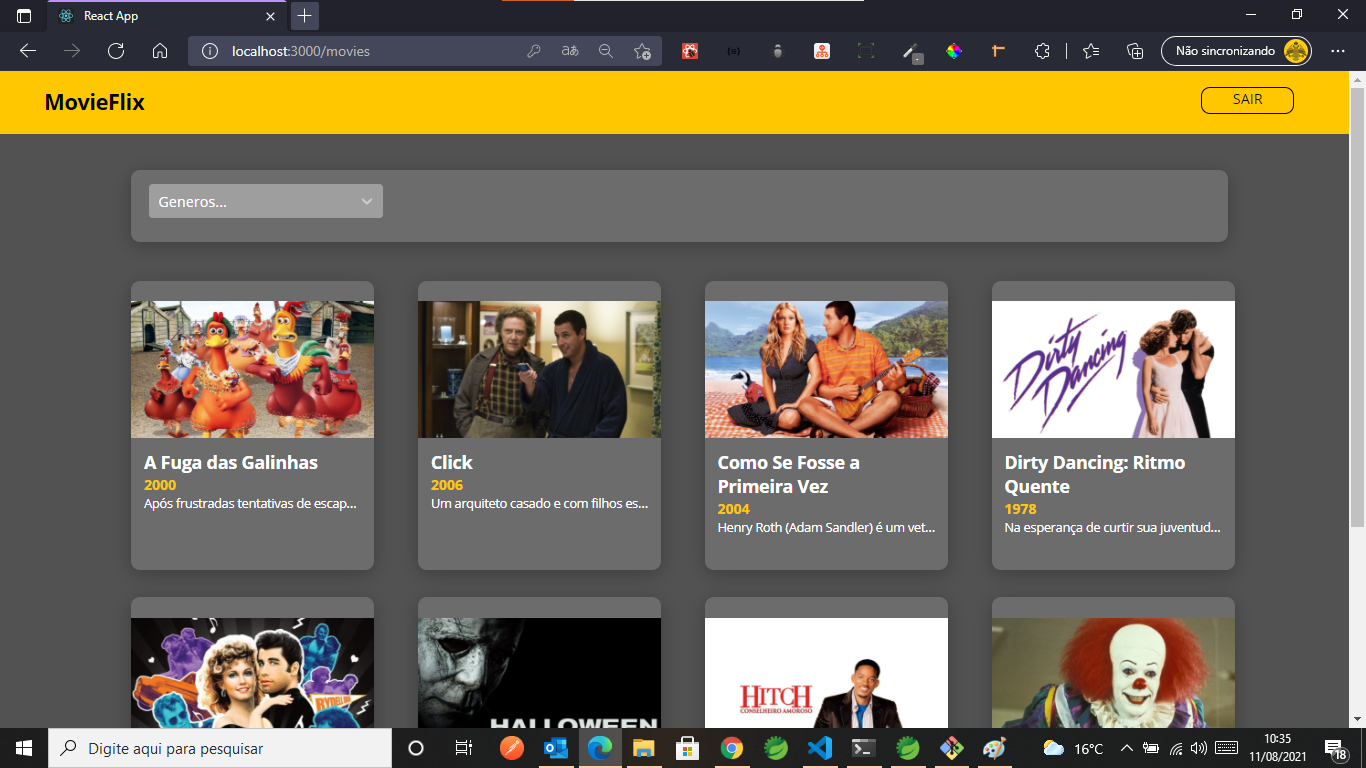 React App
localhost:3000/movies
aあ
Não sincronizando
MovieFlix
SAIR
Generos...
Dirty Dancing
A Fuga das Galinhas
2000
Após frustradas tentativas de escap...
Click
2006
Um arquiteto casado e com filhos es...
Como Se Fosse a
Primeira Vez
2004
Henry Roth (Adam Sandler) é um vet...
Dirty Dancing: Ritmo
Quente
1978
Na esperança de curtir sua juventud...
RYDELL
HALLOWEEN
HITCH
CONSELHEIRO AMOROSO
Digite aqui para pesquisar
16°C
10:35
11/08/2021
18